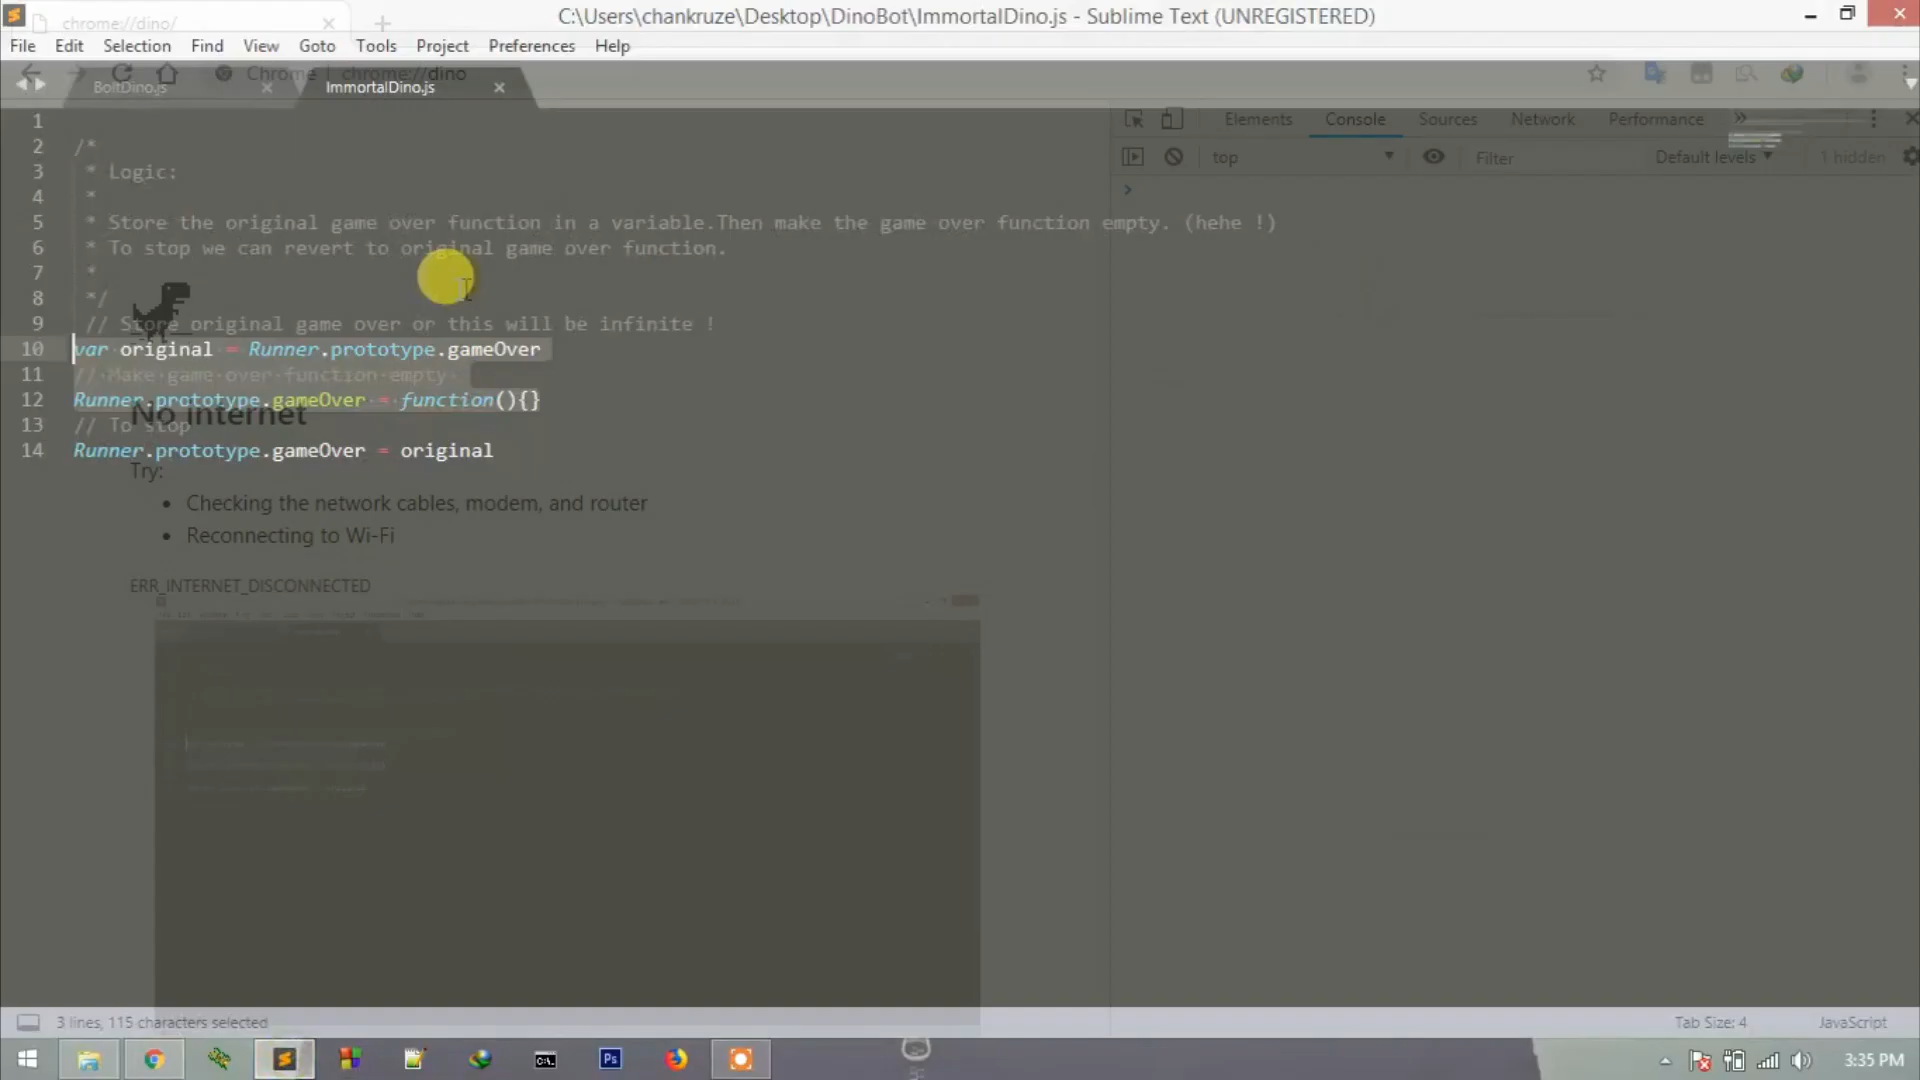 chrome://dino/
C:\Users\chankruze\Desktop\DinoBot\ImmortalDino.js - Sublime Text (UNREGISTERED)
File Edit Selection Find View Goto Tools Project Preferences Help
Chrome chrome://dino
BoltDino.js ImmortalDino.js
Elements Console Sources Network Performance »
top Filter Default levels 1 hidden
1
2 /*
3 * Logic:
4 *
5 * Store the original game over function in a variable.Then make the game over function empty. (hehe !)
6 * To stop we can revert to original game over function.
7 *
8 */
9 // Store original game over or this will be infinite !
10 var original = Runner.prototype.gameOver
11 // Make game over function empty
12 Runner.prototype.gameOver = function(){}
No internet
13 // To stop
14 Runner.prototype.gameOver = original
Try:
• Checking the network cables, modem, and router
• Reconnecting to Wi-Fi
ERR_INTERNET_DISCONNECTED
3 lines, 115 characters selected Tab Size: 4 JavaScript
Ps
3:35 PM